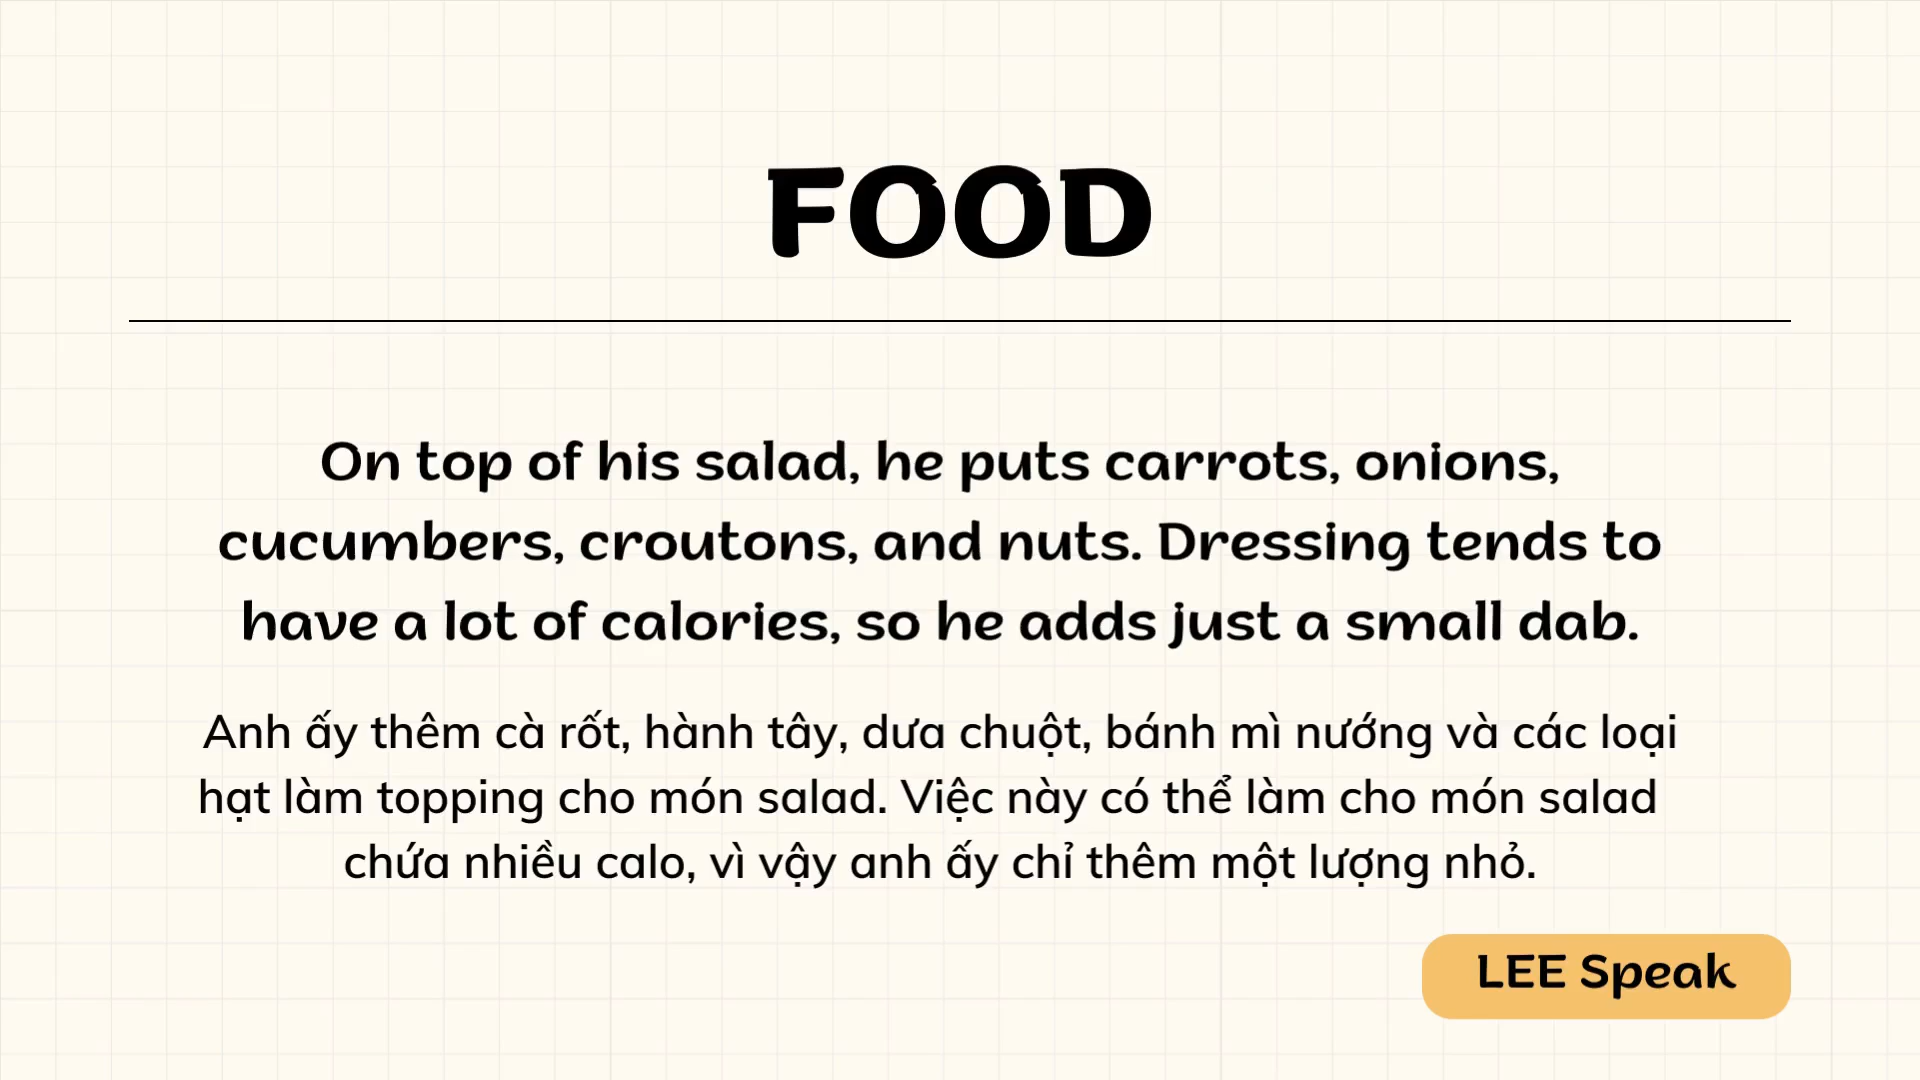 FOOD
On top of his salad, he puts carrots, onions,
cucumbers, croutons, and nuts. Dressing tends to
have a lot of calories, so he adds just a small dab.
Anh ấy thêm cà rốt, hành tây, dưa chuột, bánh mì nướng và các loại
hạt làm topping cho món salad. Việc này có thể làm cho món salad
chứa nhiều calo, vì vậy anh ấy chỉ thêm một lượng nhỏ.
LEE Speak